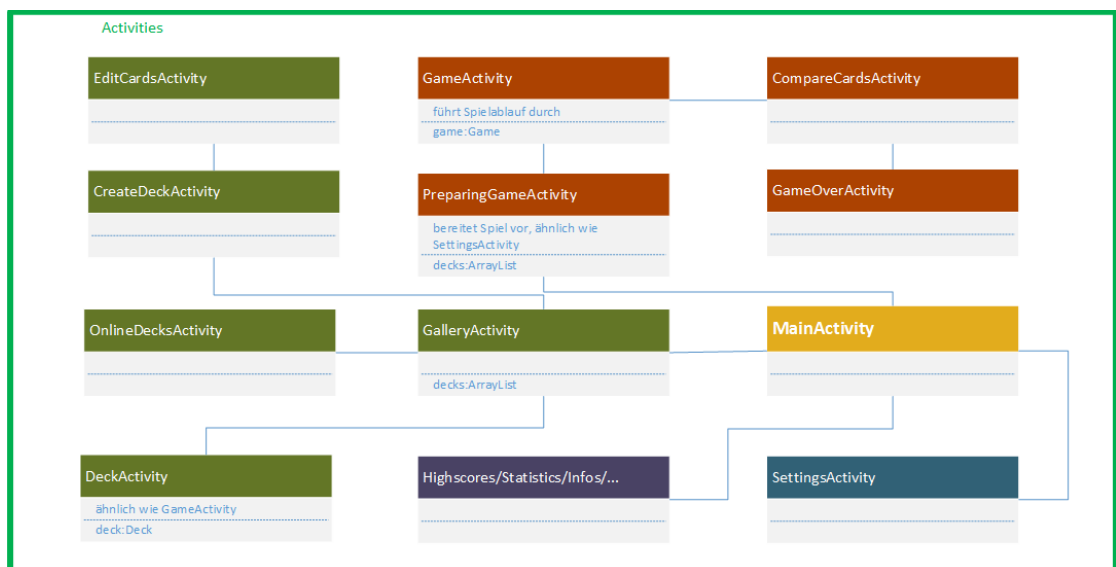 Activities
EditCardsActivity
GameActivity
führt Spielablauf durch
game:Game
CompareCardsActivity
CreateDeckActivity
PreparingGameActivity
bereitet Spiel vor, ähnlich wie
SettingsActivity
decks:ArrayList
GameOverActivity
OnlineDecksActivity
GalleryActivity
decks:ArrayList
MainActivity
DeckActivity
ähnlich wie GameActivity
deck:Deck
Highscores/Statistics/Infos/...
SettingsActivity